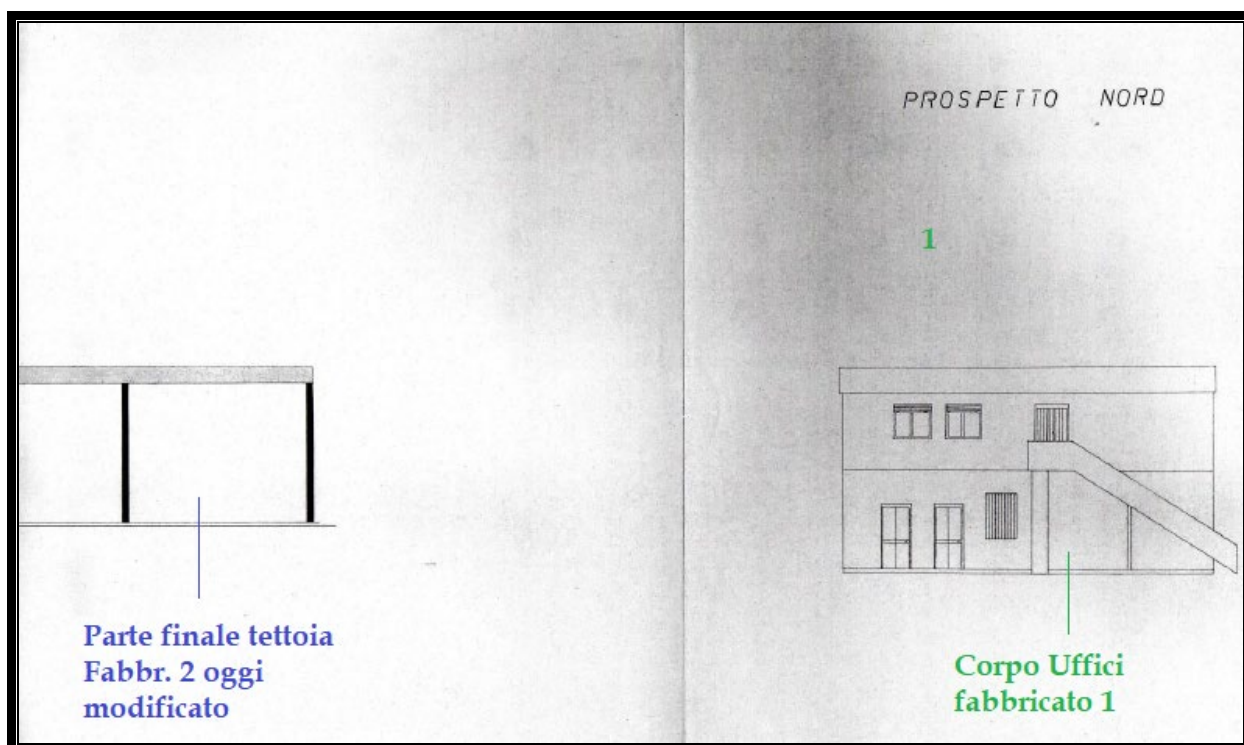 PROSPETTO NORD
1
Parte finale tettoia
Fabbr. 2 oggi
modificato
Corpo Uffici
fabbricato 1